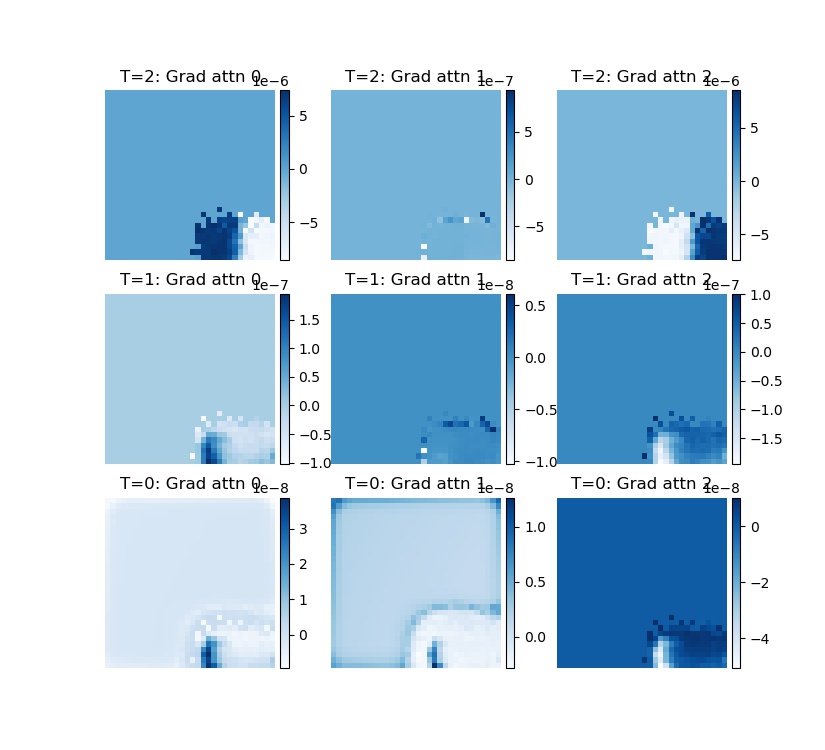 T=2: Grad attn 0
1e−6
T=2: Grad attn 1
1e−7
T=2: Grad attn 2
1e−6
5
0
−5
5
0
−5
5
0
−5
T=1: Grad attn 0
1e−7
T=1: Grad attn 1
1e−8
T=1: Grad attn 2
1e−7
1.5
1.0
0.5
0.0
−0.5
−1.0
0.5
0.0
−0.5
−1.0
1.0
0.5
0.0
−0.5
−1.0
−1.5
T=0: Grad attn 0
1e−8
T=0: Grad attn 1
1e−8
T=0: Grad attn 2
1e−8
3
2
1
0
1.0
0.5
0.0
0
−2
−4